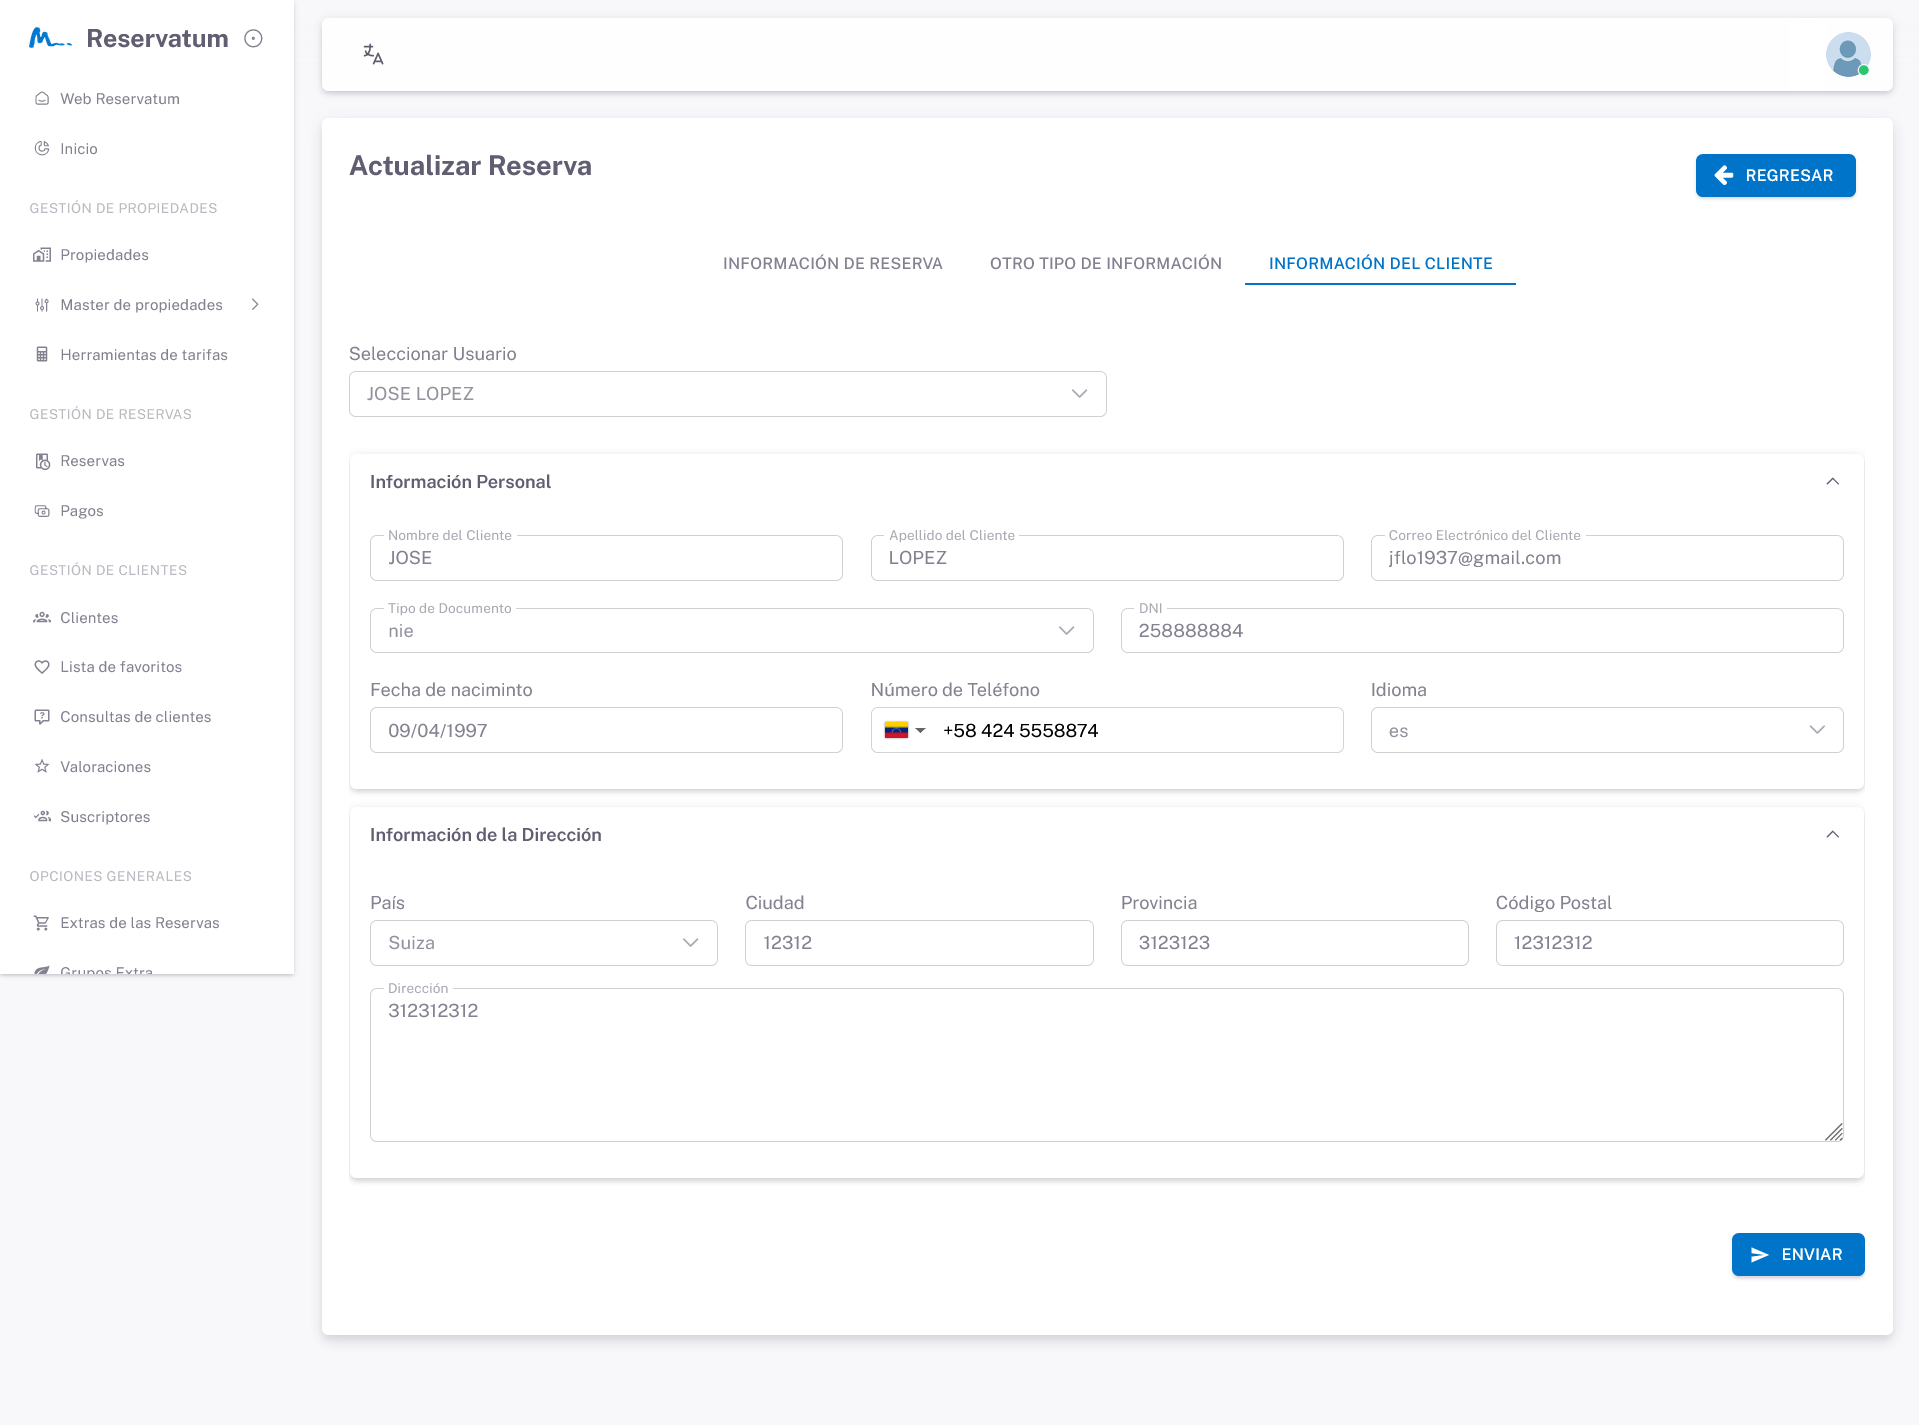 Reservatum
Web Reservatum
Inicio
GESTIÓN DE PROPIEDADES
Propiedades
Master de propiedades
Herramientas de tarifas
GESTIÓN DE RESERVAS
Reservas
Pagos
GESTIÓN DE CLIENTES
Clientes
Lista de favoritos
Consultas de clientes
Valoraciones
Suscriptores
OPCIONES GENERALES
Extras de las Reservas
Grupos Extra
Actualizar Reserva
REGRESAR
INFORMACIÓN DE RESERVA OTRO TIPO DE INFORMACIÓN INFORMACIÓN DEL CLIENTE
Seleccionar Usuario
JOSE LOPEZ
Información Personal
Nombre del Cliente Apellido del Cliente Correo Electrónico del Cliente
JOSE LOPEZ jflo1937@gmail.com
Tipo de Documento DNI
nie 258888884
Fecha de naciminto Número de Teléfono Idioma
09/04/1997 +58 424 5558874 es
Información de la Dirección
País Ciudad Provincia Código Postal
Suiza 12312 3123123 12312312
Dirección
312312312
ENVIAR